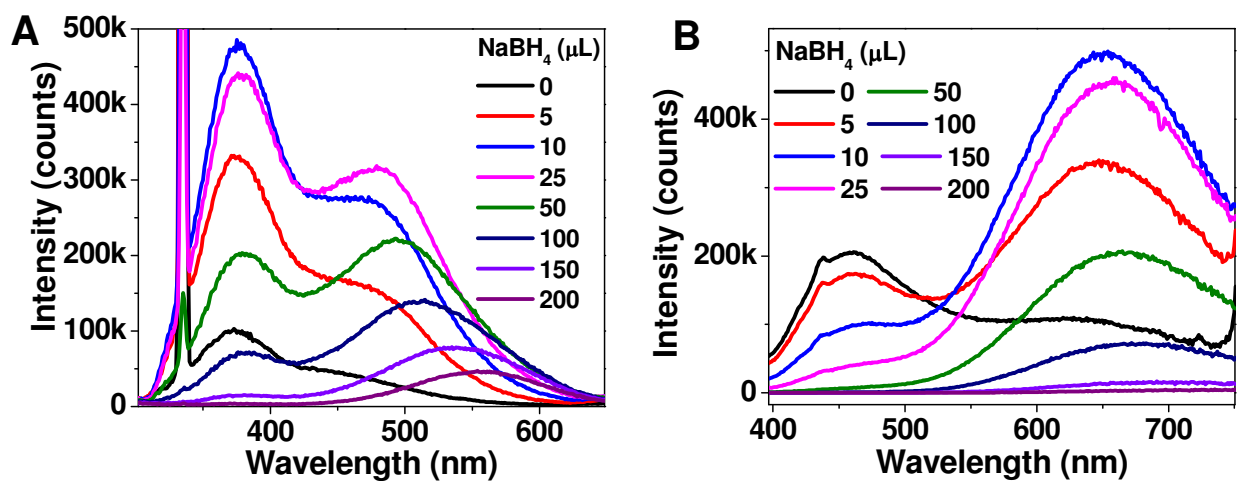 A
500k
400k
300k
200k
100k
0
Intensity (counts)
400 500 600
Wavelength (nm)
NaBH4 (μL)
0
5
10
25
50
100
150
200
B
400k
200k
0
Intensity (counts)
400 500 600 700
Wavelength (nm)
NaBH4 (μL)
0 50
5 100
10 150
25 200